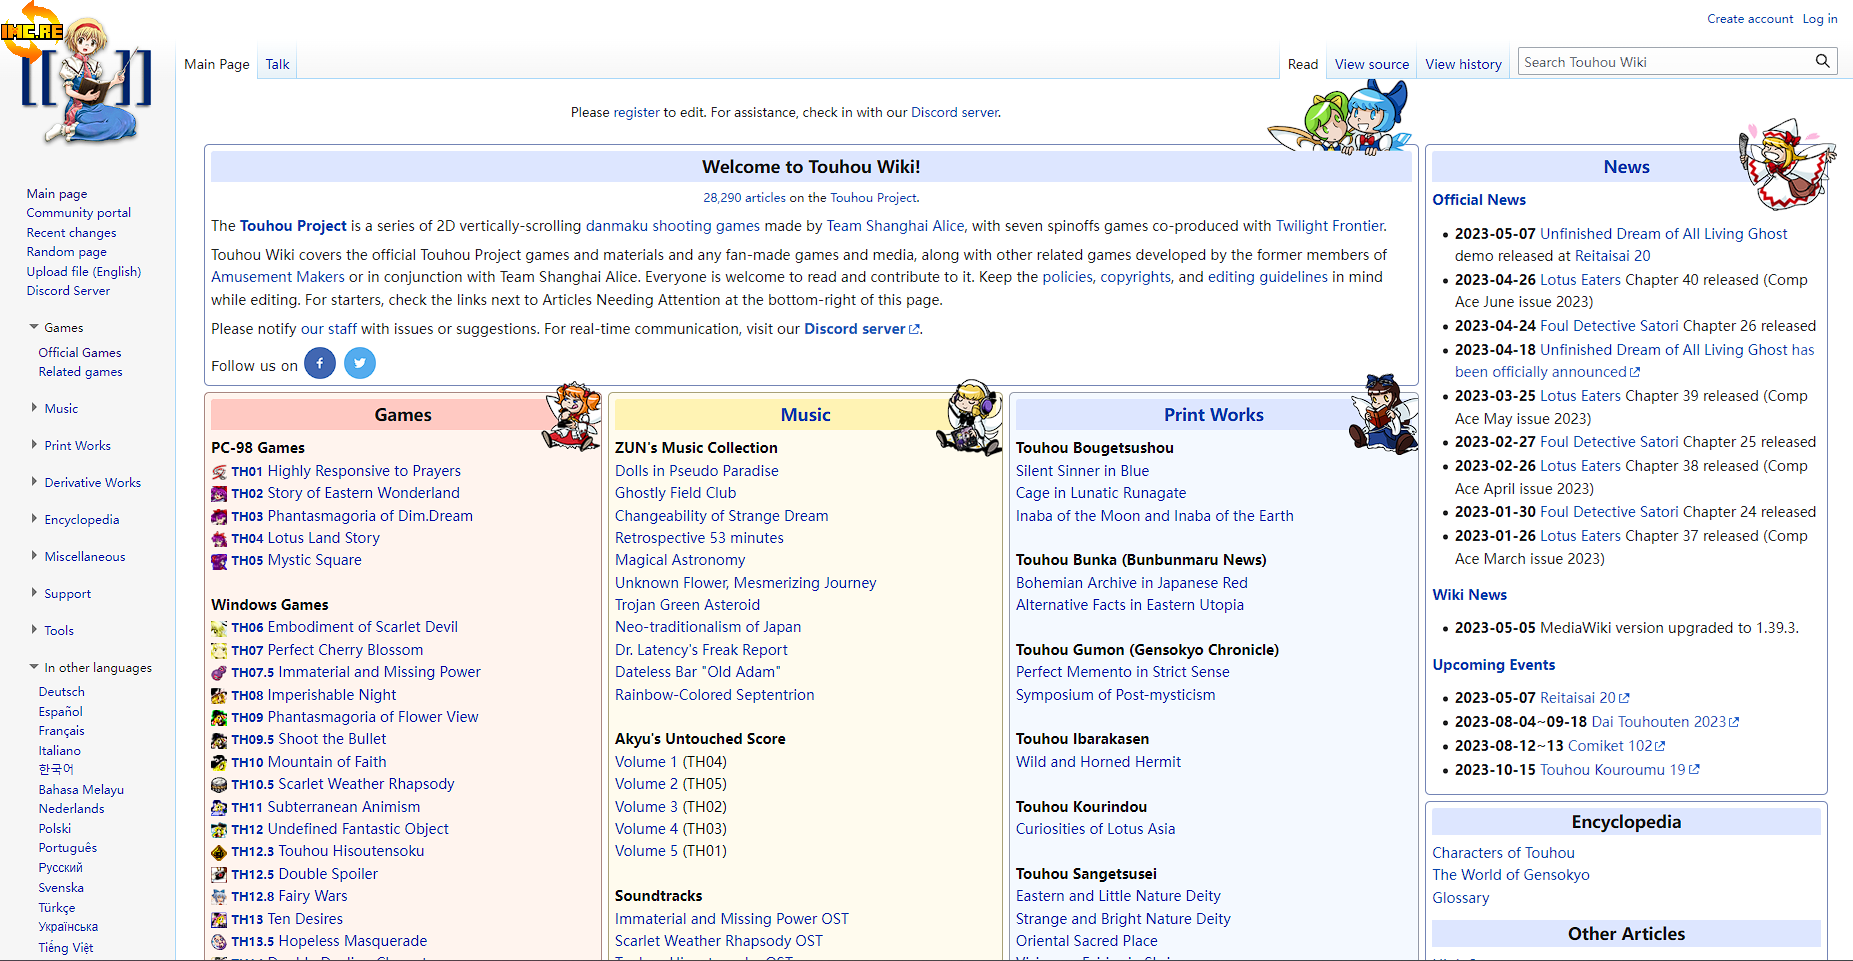 IMC.RE
[[ ]]
Create account Log in
Main Page Talk
Read View source View history Search Touhou Wiki
Main page
Community portal
Recent changes
Random page
Upload file (English)
Discord Server
Games
Official Games
Related games
Music
Print Works
Derivative Works
Encyclopedia
Miscellaneous
Support
Tools
In other languages
Deutsch
Español
Français
Italiano
한국어
Bahasa Melayu
Nederlands
Polski
Português
Русский
Svenska
Türkçe
Українська
Tiếng Việt
Please register to edit. For assistance, check in with our Discord server.
Welcome to Touhou Wiki!
28,290 articles on the Touhou Project.
The Touhou Project is a series of 2D vertically-scrolling danmaku shooting games made by Team Shanghai Alice, with seven spinoffs games co-produced with Twilight Frontier.
Touhou Wiki covers the official Touhou Project games and materials and any fan-made games and media, along with other related games developed by the former members of
Amusement Makers or in conjunction with Team Shanghai Alice. Everyone is welcome to read and contribute to it. Keep the policies, copyrights, and editing guidelines in mind
while editing. For starters, check the links next to Articles Needing Attention at the bottom-right of this page.
Please notify our staff with issues or suggestions. For real-time communication, visit our Discord server.
Follow us on
Games
PC-98 Games
TH01 Highly Responsive to Prayers
TH02 Story of Eastern Wonderland
TH03 Phantasmagoria of Dim.Dream
TH04 Lotus Land Story
TH05 Mystic Square
Windows Games
TH06 Embodiment of Scarlet Devil
TH07 Perfect Cherry Blossom
TH07.5 Immaterial and Missing Power
TH08 Imperishable Night
TH09 Phantasmagoria of Flower View
TH09.5 Shoot the Bullet
TH10 Mountain of Faith
TH10.5 Scarlet Weather Rhapsody
TH11 Subterranean Animism
TH12 Undefined Fantastic Object
TH12.3 Touhou Hisoutensoku
TH12.5 Double Spoiler
TH12.8 Fairy Wars
TH13 Ten Desires
TH13.5 Hopeless Masquerade
Music
ZUN's Music Collection
Dolls in Pseudo Paradise
Ghostly Field Club
Changeability of Strange Dream
Retrospective 53 minutes
Magical Astronomy
Unknown Flower, Mesmerizing Journey
Trojan Green Asteroid
Neo-traditionalism of Japan
Dr. Latency's Freak Report
Dateless Bar "Old Adam"
Rainbow-Colored Septentrion
Akyu's Untouched Score
Volume 1 (TH04)
Volume 2 (TH05)
Volume 3 (TH02)
Volume 4 (TH03)
Volume 5 (TH01)
Soundtracks
Immaterial and Missing Power OST
Scarlet Weather Rhapsody OST
Print Works
Touhou Bougetsushou
Silent Sinner in Blue
Cage in Lunatic Runagate
Inaba of the Moon and Inaba of the Earth
Touhou Bunka (Bunbunmaru News)
Bohemian Archive in Japanese Red
Alternative Facts in Eastern Utopia
Touhou Gumon (Gensokyo Chronicle)
Perfect Memento in Strict Sense
Symposium of Post-mysticism
Touhou Ibarakasen
Wild and Horned Hermit
Touhou Kourindou
Curiosities of Lotus Asia
Touhou Sangetsusei
Eastern and Little Nature Deity
Strange and Bright Nature Deity
Oriental Sacred Place
News
Official News
2023-05-07 Unfinished Dream of All Living Ghost
demo released at Reitaisai 20
2023-04-26 Lotus Eaters Chapter 40 released (Comp
Ace June issue 2023)
2023-04-24 Foul Detective Satori Chapter 26 released
2023-04-18 Unfinished Dream of All Living Ghost has
been officially announced
2023-03-25 Lotus Eaters Chapter 39 released (Comp
Ace May issue 2023)
2023-02-27 Foul Detective Satori Chapter 25 released
2023-02-26 Lotus Eaters Chapter 38 released (Comp
Ace April issue 2023)
2023-01-30 Foul Detective Satori Chapter 24 released
2023-01-26 Lotus Eaters Chapter 37 released (Comp
Ace March issue 2023)
Wiki News
2023-05-05 MediaWiki version upgraded to 1.39.3.
Upcoming Events
2023-05-07 Reitaisai 20
2023-08-04~09-18 Dai Touhouten 2023
2023-08-12~13 Comiket 102
2023-10-15 Touhou Kouroumu 19
Encyclopedia
Characters of Touhou
The World of Gensokyo
Glossary
Other Articles